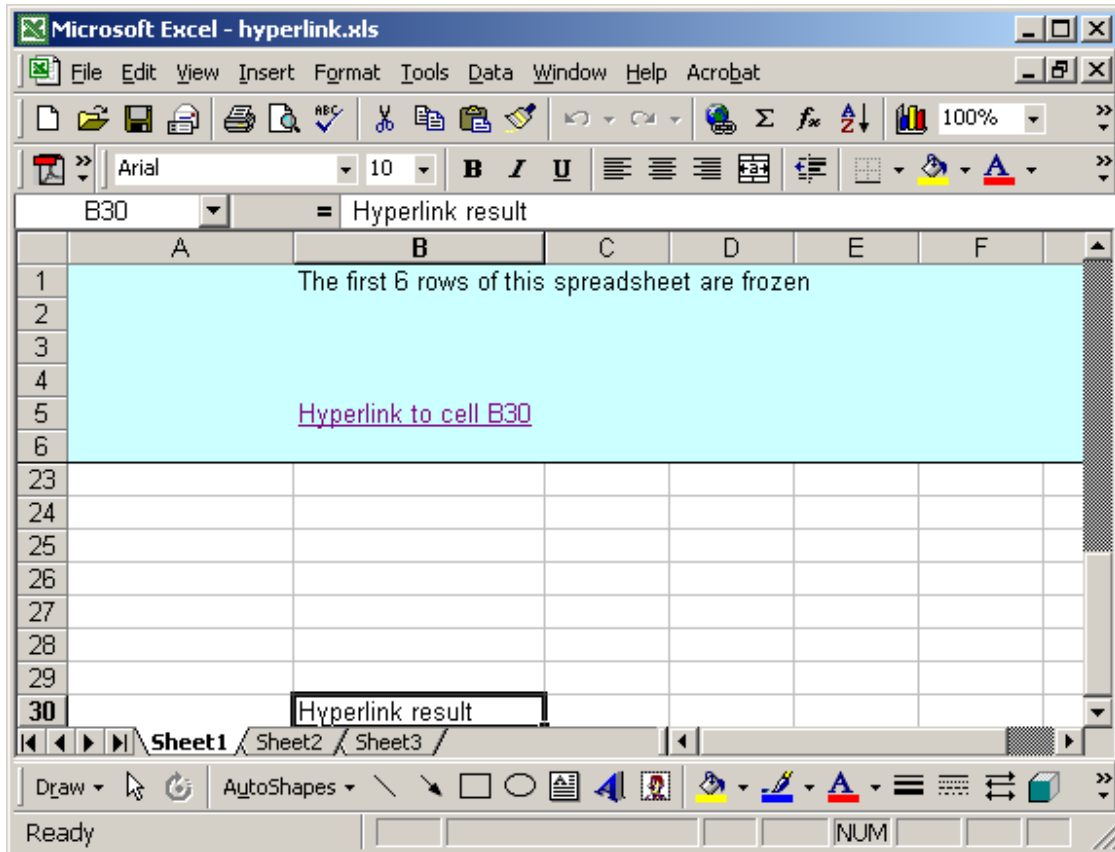 Microsoft Excel - hyperlink.xls
File Edit View Insert Format Tools Data Window Help Acrobat
ABC Σ fx A Z 100%
Arial 10 B I U a A
B30 = Hyperlink result
A B C D E F
1 The first 6 rows of this spreadsheet are frozen
2
3
4
5 Hyperlink to cell B30
6
23
24
25
26
27
28
29
30 Hyperlink result
Sheet1 Sheet2 Sheet3
Draw AutoShapes A A
Ready NUM